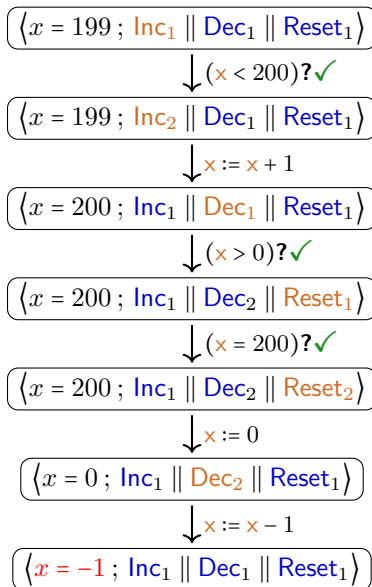 ⟨x = 199 ; Inc₁ || Dec₁ || Reset₁⟩
(x < 200)?✓
⟨x = 199 ; Inc₂ || Dec₁ || Reset₁⟩
x := x + 1
⟨x = 200 ; Inc₁ || Dec₁ || Reset₁⟩
(x > 0)?✓
⟨x = 200 ; Inc₁ || Dec₂ || Reset₁⟩
(x = 200)?✓
⟨x = 200 ; Inc₁ || Dec₂ || Reset₂⟩
x := 0
⟨x = 0 ; Inc₁ || Dec₂ || Reset₁⟩
x := x − 1
⟨x = −1 ; Inc₁ || Dec₁ || Reset₁⟩